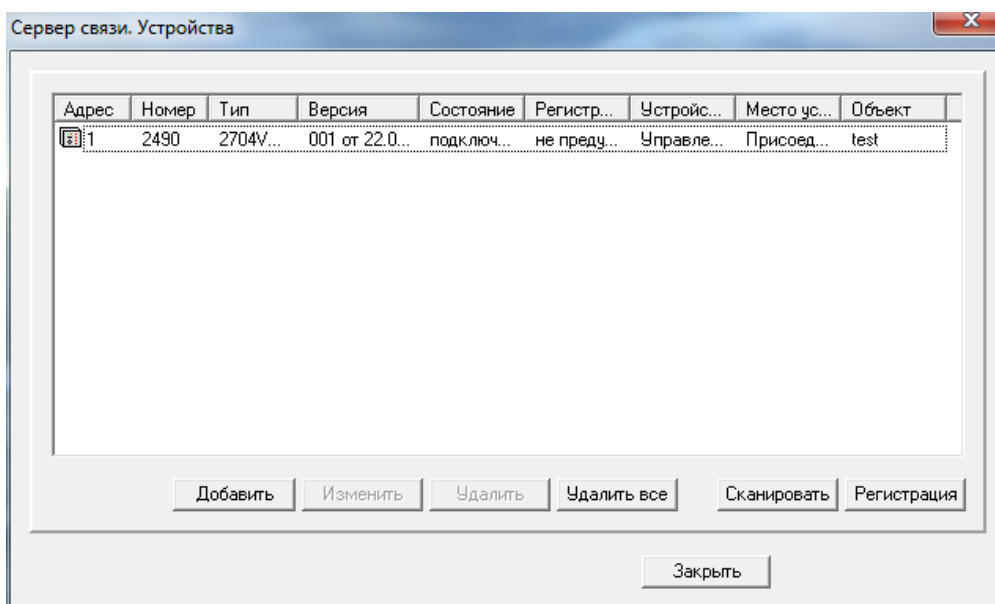 Сервер связи. Устройства
Адрес Номер Тип Версия Состояние Регистр... Устройс... Место ус... Объект
1 2490 2704V... 001 от 22.0... подключ... не преду... Управле... Присоед... test
Добавить Изменить Удалить Удалить все Сканировать Регистрация
Закрыть